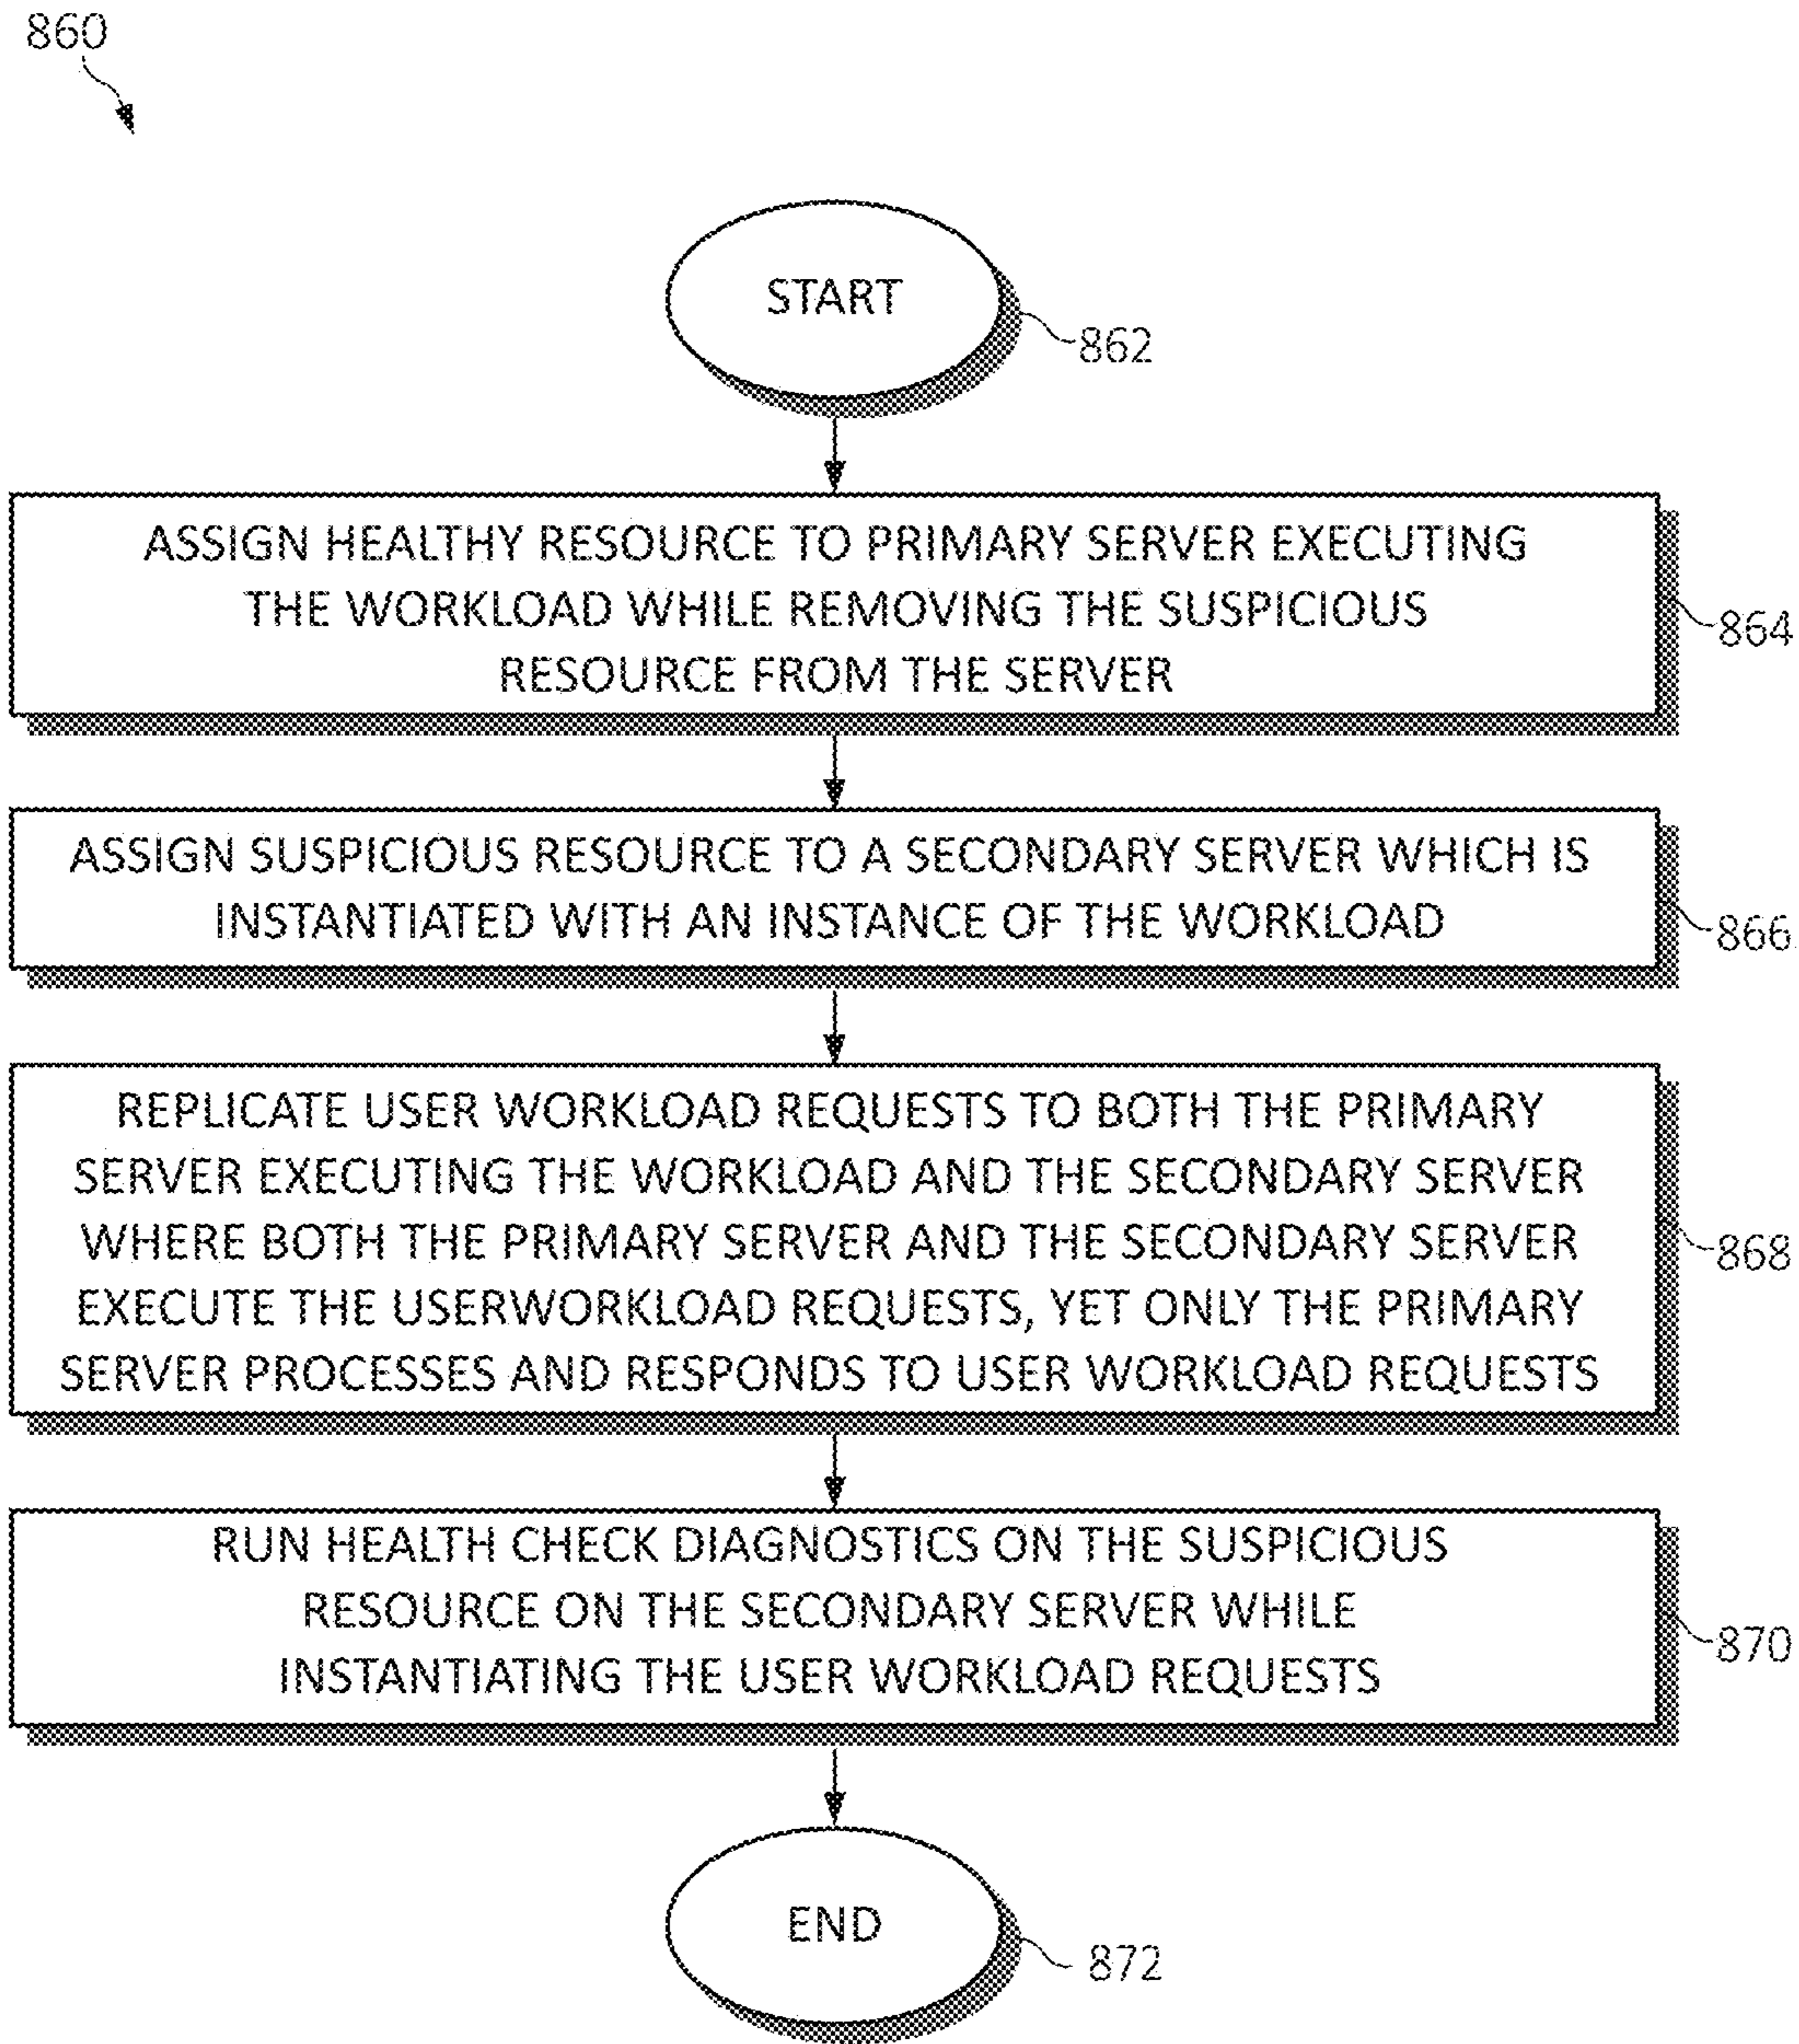 860
START
862
ASSIGN HEALTHY RESOURCE TO PRIMARY SERVER EXECUTING
THE WORKLOAD WHILE REMOVING THE SUSPICIOUS
RESOURCE FROM THE SERVER
864
ASSIGN SUSPICIOUS RESOURCE TO A SECONDARY SERVER WHICH IS
INSTANTIATED WITH AN INSTANCE OF THE WORKLOAD
866
REPLICATE USER WORKLOAD REQUESTS TO BOTH THE PRIMARY
SERVER EXECUTING THE WORKLOAD AND THE SECONDARY SERVER
WHERE BOTH THE PRIMARY SERVER AND THE SECONDARY SERVER
EXECUTE THE USERWORKLOAD REQUESTS, YET ONLY THE PRIMARY
SERVER PROCESSES AND RESPONDS TO USER WORKLOAD REQUESTS
868
RUN HEALTH CHECK DIAGNOSTICS ON THE SUSPICIOUS
RESOURCE ON THE SECONDARY SERVER WHILE
INSTANTIATING THE USER WORKLOAD REQUESTS
870
END
872